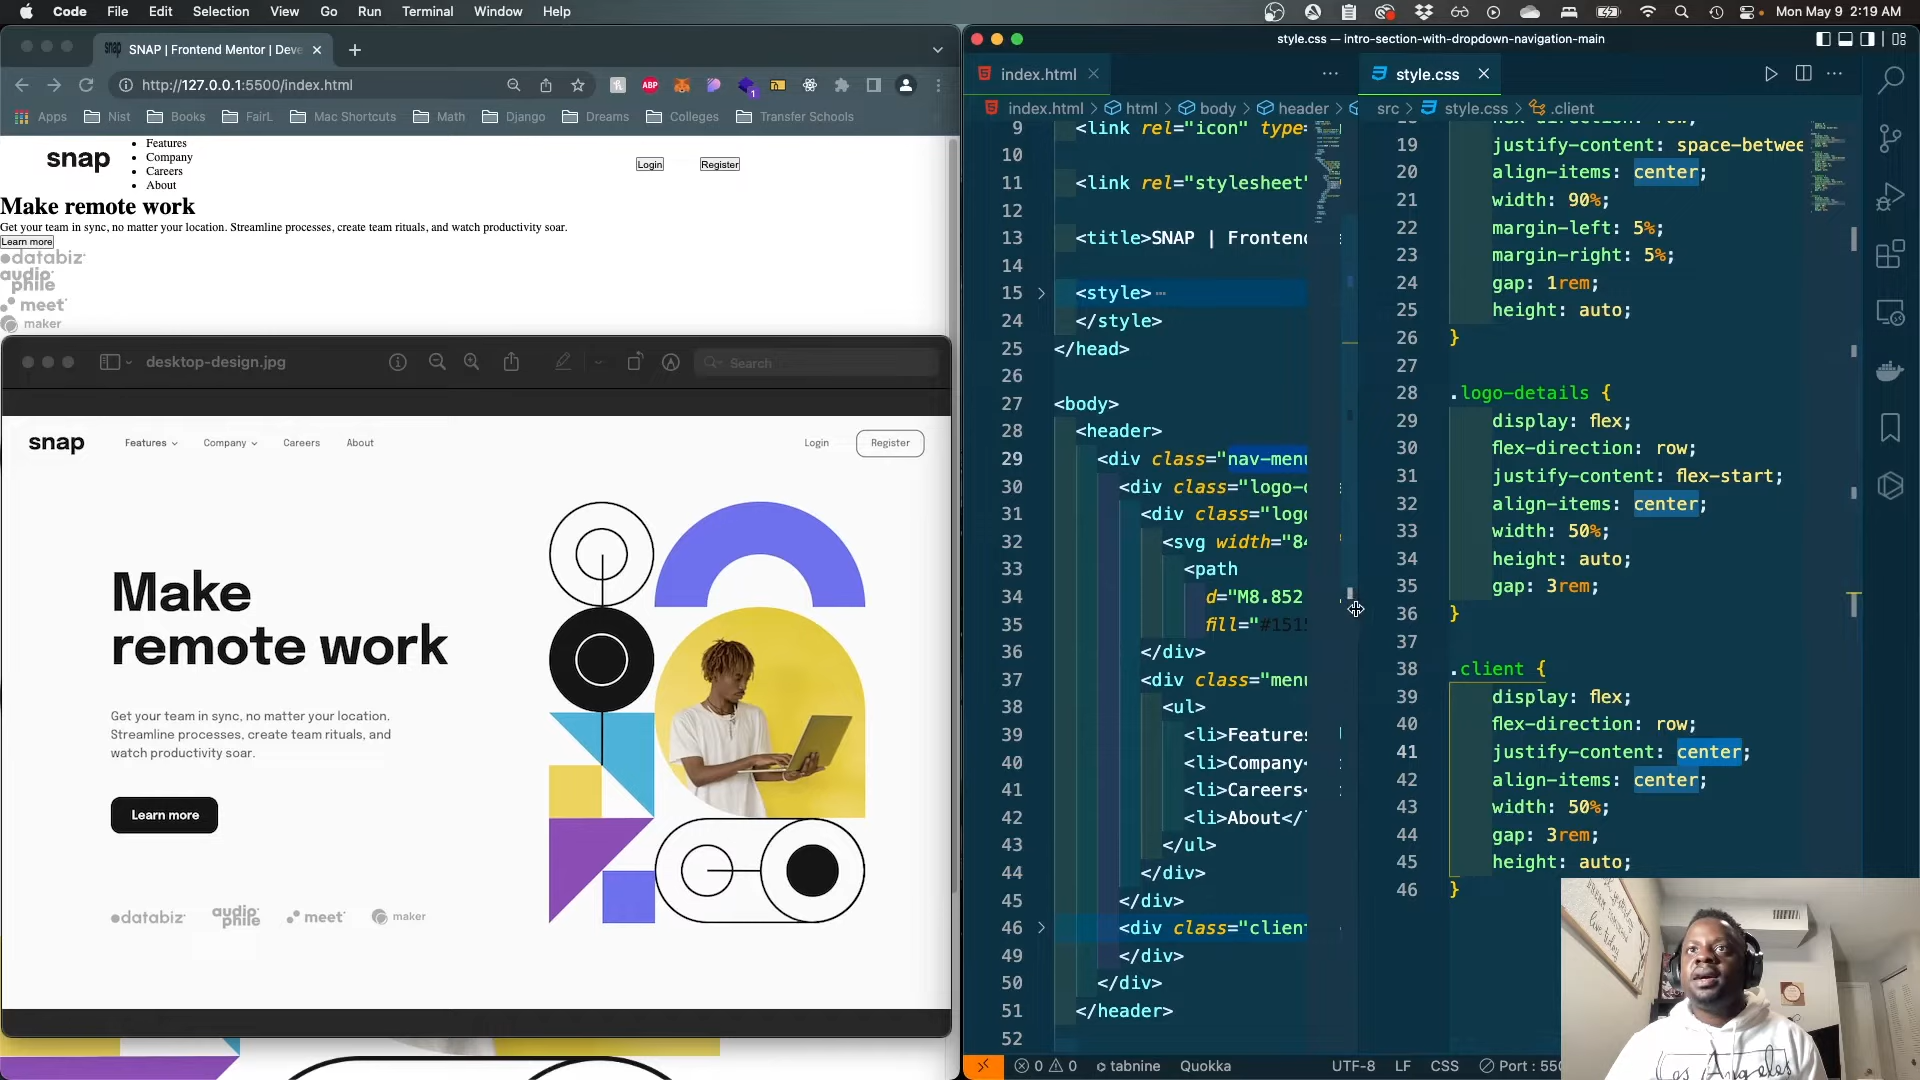 Code File Edit Selection View Go Run Terminal Window Help
Mon May 9 2:19 AM
snap SNAP | Frontend Mentor | Deve
http://127.0.0.1:5500/index.html
ABP
1
Apps Nist Books FairL Mac Shortcuts Math Django Dreams Colleges Transfer Schools
snap
Features
Company
Careers
About
Login Register
Make remote work
Get your team in sync, no matter your location. Streamline processes, create team rituals, and watch productivity soar.
Learn more
databiz
audio
phile
meet
maker
desktop-design.jpg
Search
snap Features Company Careers About Login Register
Make
remote work
Get your team in sync, no matter your location.
Streamline processes, create team rituals, and
watch productivity soar.
Learn more
databiz audio phile meet maker
style.css — intro-section-with-dropdown-navigation-main
index.html
index.html > html > body > header >
9 <link rel="icon" type=
10
11 <link rel="stylesheet"
12
13 <title>SNAP | Frontend
14
15 <style>
24 </style>
25 </head>
26
27 <body>
28 <header>
29 <div class="nav-menu
30 <div class="logo-d
31 <div class="logo
32 <svg width="84
33 <path
34 d="M8.852
35 fill="#151
36 </div>
37 <div class="menu
38 <ul>
39 <li>Features
40 <li>Company<
41 <li>Careers<
42 <li>About</
43 </ul>
44 </div>
45 </div>
46 <div class="client
49 </div>
50 </div>
51 </header>
52
style.css
src > style.css > .client
flex-direction: row;
19 justify-content: space-betwee
20 align-items: center;
21 width: 90%;
22 margin-left: 5%;
23 margin-right: 5%;
24 gap: 1rem;
25 height: auto;
26 }
27
28 .logo-details {
29 display: flex;
30 flex-direction: row;
31 justify-content: flex-start;
32 align-items: center;
33 width: 50%;
34 height: auto;
35 gap: 3rem;
36 }
37
38 .client {
39 display: flex;
40 flex-direction: row;
41 justify-content: center;
42 align-items: center;
43 width: 50%;
44 gap: 3rem;
45 height: auto;
46 }
0 0 tabnine Quokka UTF-8 LF CSS Port : 550
Los Angeles